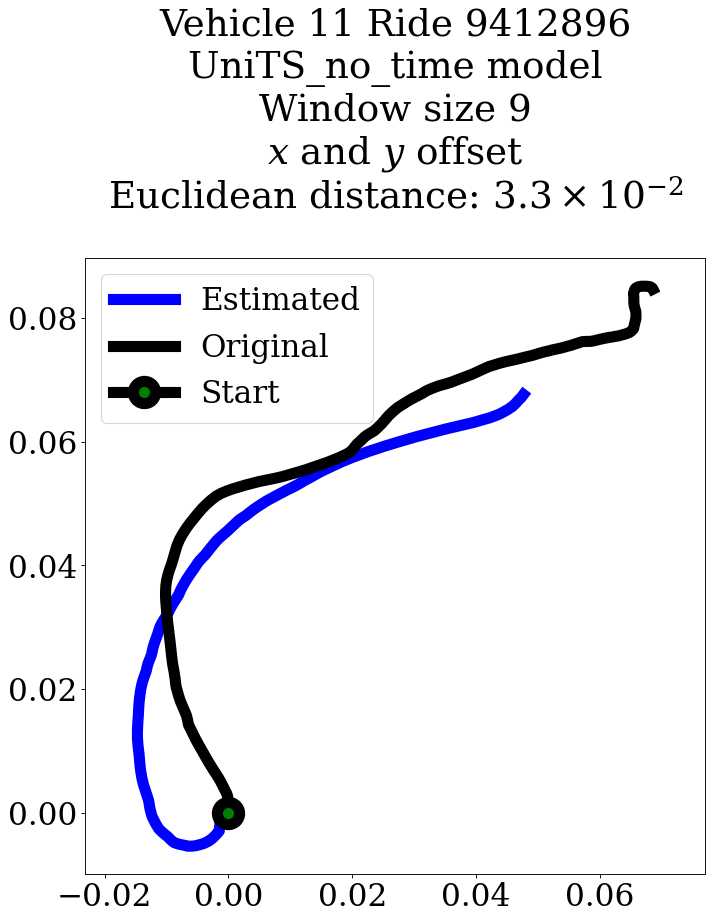 Vehicle 11 Ride 9412896
UniTS_no_time model
Window size 9
x and y offset
Euclidean distance: 3.3 × 10⁻²
Estimated
Original
Start
0.08
0.06
0.04
0.02
0.00
−0.02 0.00 0.02 0.04 0.06